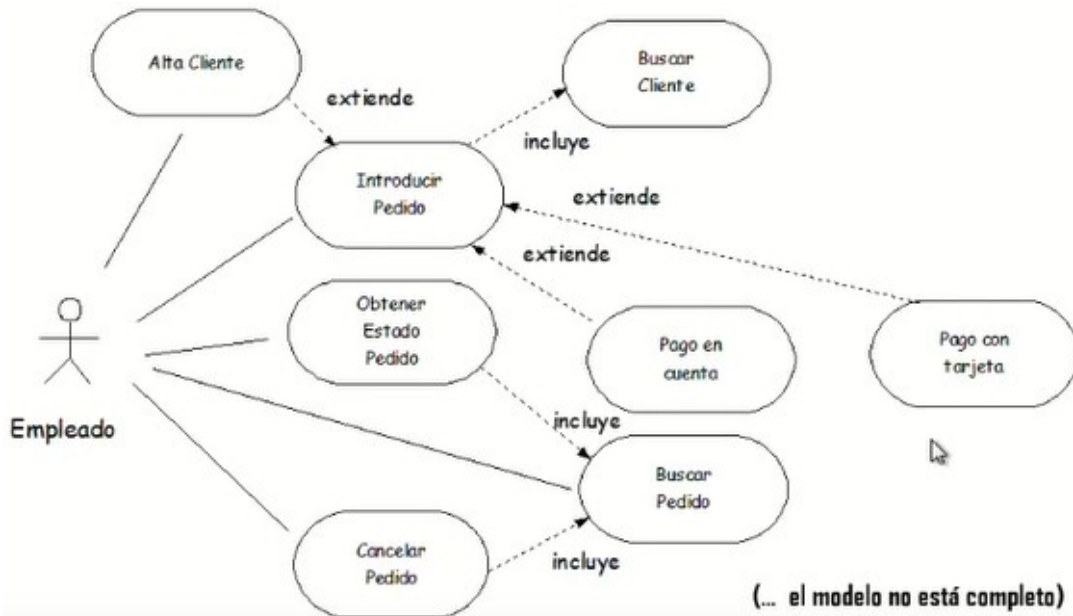 Alta Cliente
Buscar
Cliente
extiende
incluye
Introducir
Pedido
extiende
extiende
Obtener
Estado
Pedido
Pago en
cuenta
Pago con
tarjeta
Empleado
incluye
Buscar
Pedido
Cancelar
Pedido
incluye
(... el modelo no está completo)